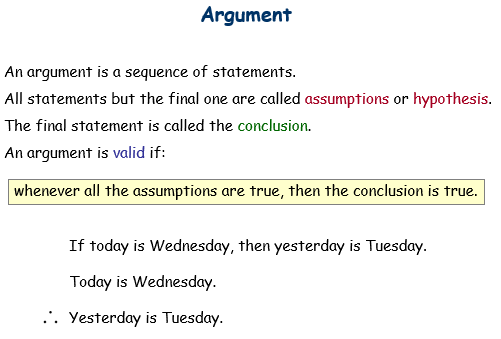 Argument
An argument is a sequence of statements.
All statements but the final one are called assumptions or hypothesis.
The final statement is called the conclusion.
An argument is valid if:
whenever all the assumptions are true, then the conclusion is true.
If today is Wednesday, then yesterday is Tuesday.
Today is Wednesday.
∴ Yesterday is Tuesday.